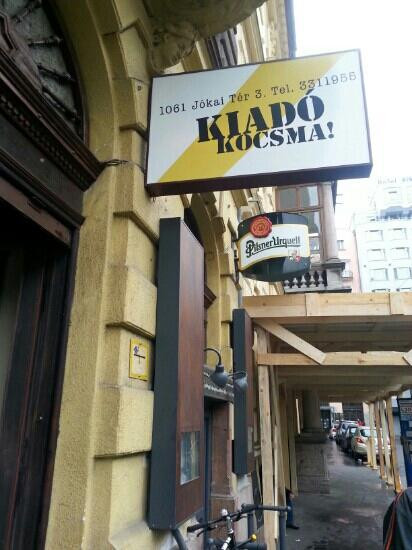 1061 Jókai Tér 3. Tel. 3311955
KIADÓ
KOCSMA!
Pilsner Urquell